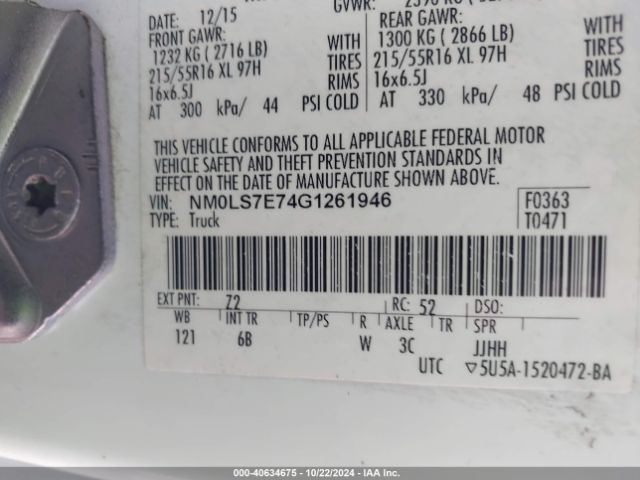 DATE: 12/15
GVWR:
FRONT GAWR:
1232 KG ( 2716 LB) WITH
215/55R16 XL 97H TIRES
16x6.5J RIMS
AT 300 kPa/ 44 PSI COLD
REAR GAWR:
1300 KG ( 2866 LB) WITH
215/55R16 XL 97H TIRES
16x6.5J RIMS
AT 330 kPa/ 48 PSI COLD
THIS VEHICLE CONFORMS TO ALL APPLICABLE FEDERAL MOTOR
VEHICLE SAFETY AND THEFT PREVENTION STANDARDS IN
EFFECT ON THE DATE OF MANUFACTURE SHOWN ABOVE.
VIN: NM0LS7E74G1261946 F0363
TYPE: Truck T0471
EXT PNT: Z2 RC: 52 DSO:
WB INT TR TP/PS R AXLE TR SPR
121 6B W 3C JJHH
UTC ▽5U5A-1520472-BA
000-40634675 - 10/22/2024 - IAA Inc.